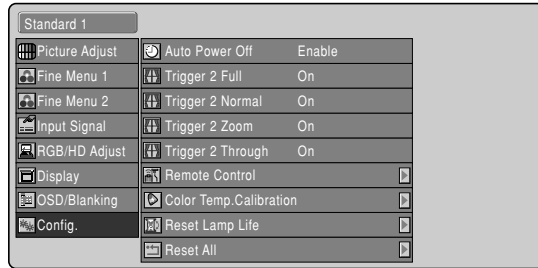 Standard 1
Picture Adjust
Fine Menu 1
Fine Menu 2
Input Signal
RGB/HD Adjust
Display
OSD/Blanking
Config.
Auto Power Off Enable
Trigger 2 Full On
Trigger 2 Normal On
Trigger 2 Zoom On
Trigger 2 Through On
Remote Control
Color Temp.Calibration
Reset Lamp Life
Reset All